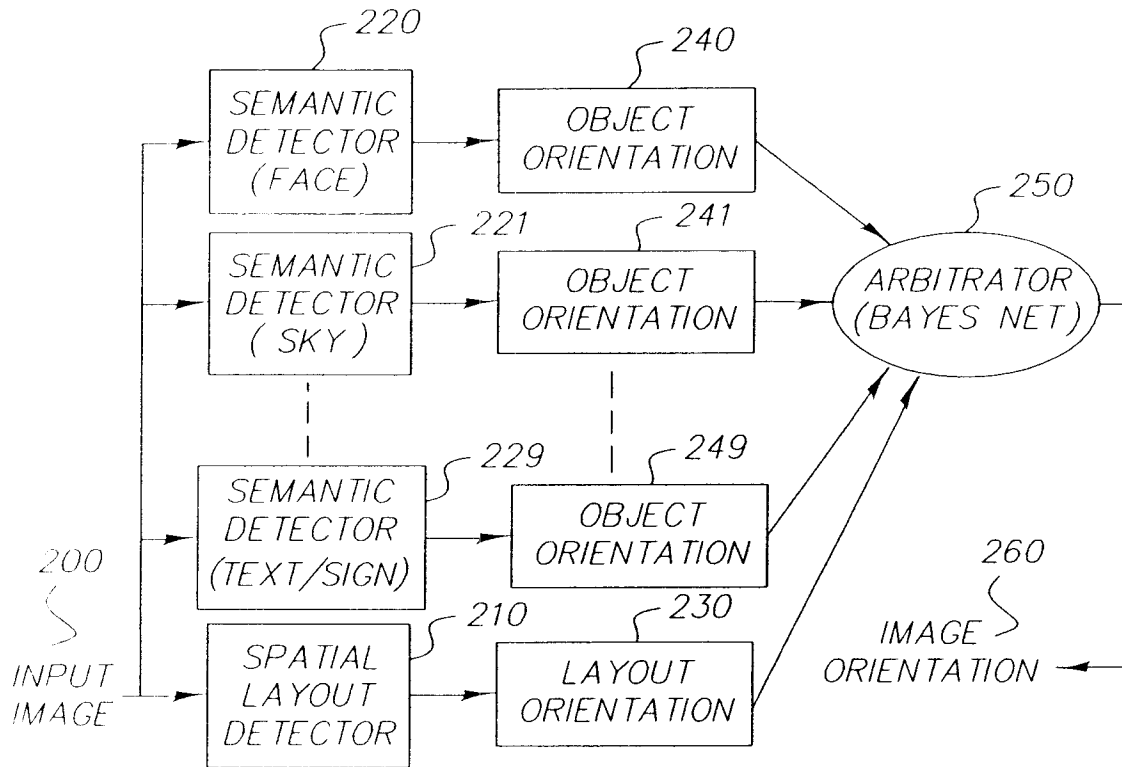 220
SEMANTIC
DETECTOR
(FACE)
240
OBJECT
ORIENTATION
250
ARBITRATOR
(BAYES NET)
221
SEMANTIC
DETECTOR
( SKY )
241
OBJECT
ORIENTATION
229
SEMANTIC
DETECTOR
(TEXT/SIGN)
249
OBJECT
ORIENTATION
200
INPUT
IMAGE
210
SPATIAL
LAYOUT
DETECTOR
230
LAYOUT
ORIENTATION
260
IMAGE
ORIENTATION